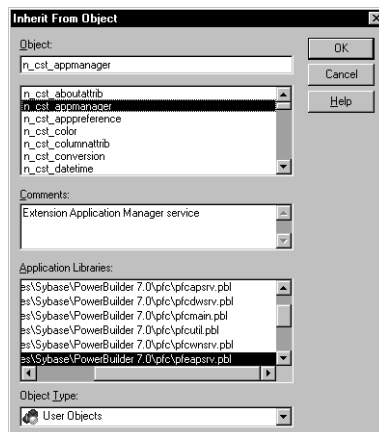 Inherit From Object
Object:
n_cst_appmanager
OK
Cancel
Help
n_cst_aboutattrib
n_cst_appmanager
n_cst_apppreference
n_cst_color
n_cst_columnattrib
n_cst_conversion
n_cst_datetime
Comments:
Extension Application Manager service
Application Libraries:
es\Sybase\PowerBuilder 7.0\pfc\pfcapsrv.pbl
es\Sybase\PowerBuilder 7.0\pfc\pfcdwsrv.pbl
es\Sybase\PowerBuilder 7.0\pfc\pfcmain.pbl
es\Sybase\PowerBuilder 7.0\pfc\pfcutil.pbl
es\Sybase\PowerBuilder 7.0\pfc\pfcwnsrv.pbl
es\Sybase\PowerBuilder 7.0\pfc\pfeapsrv.pbl
Object Type:
User Objects